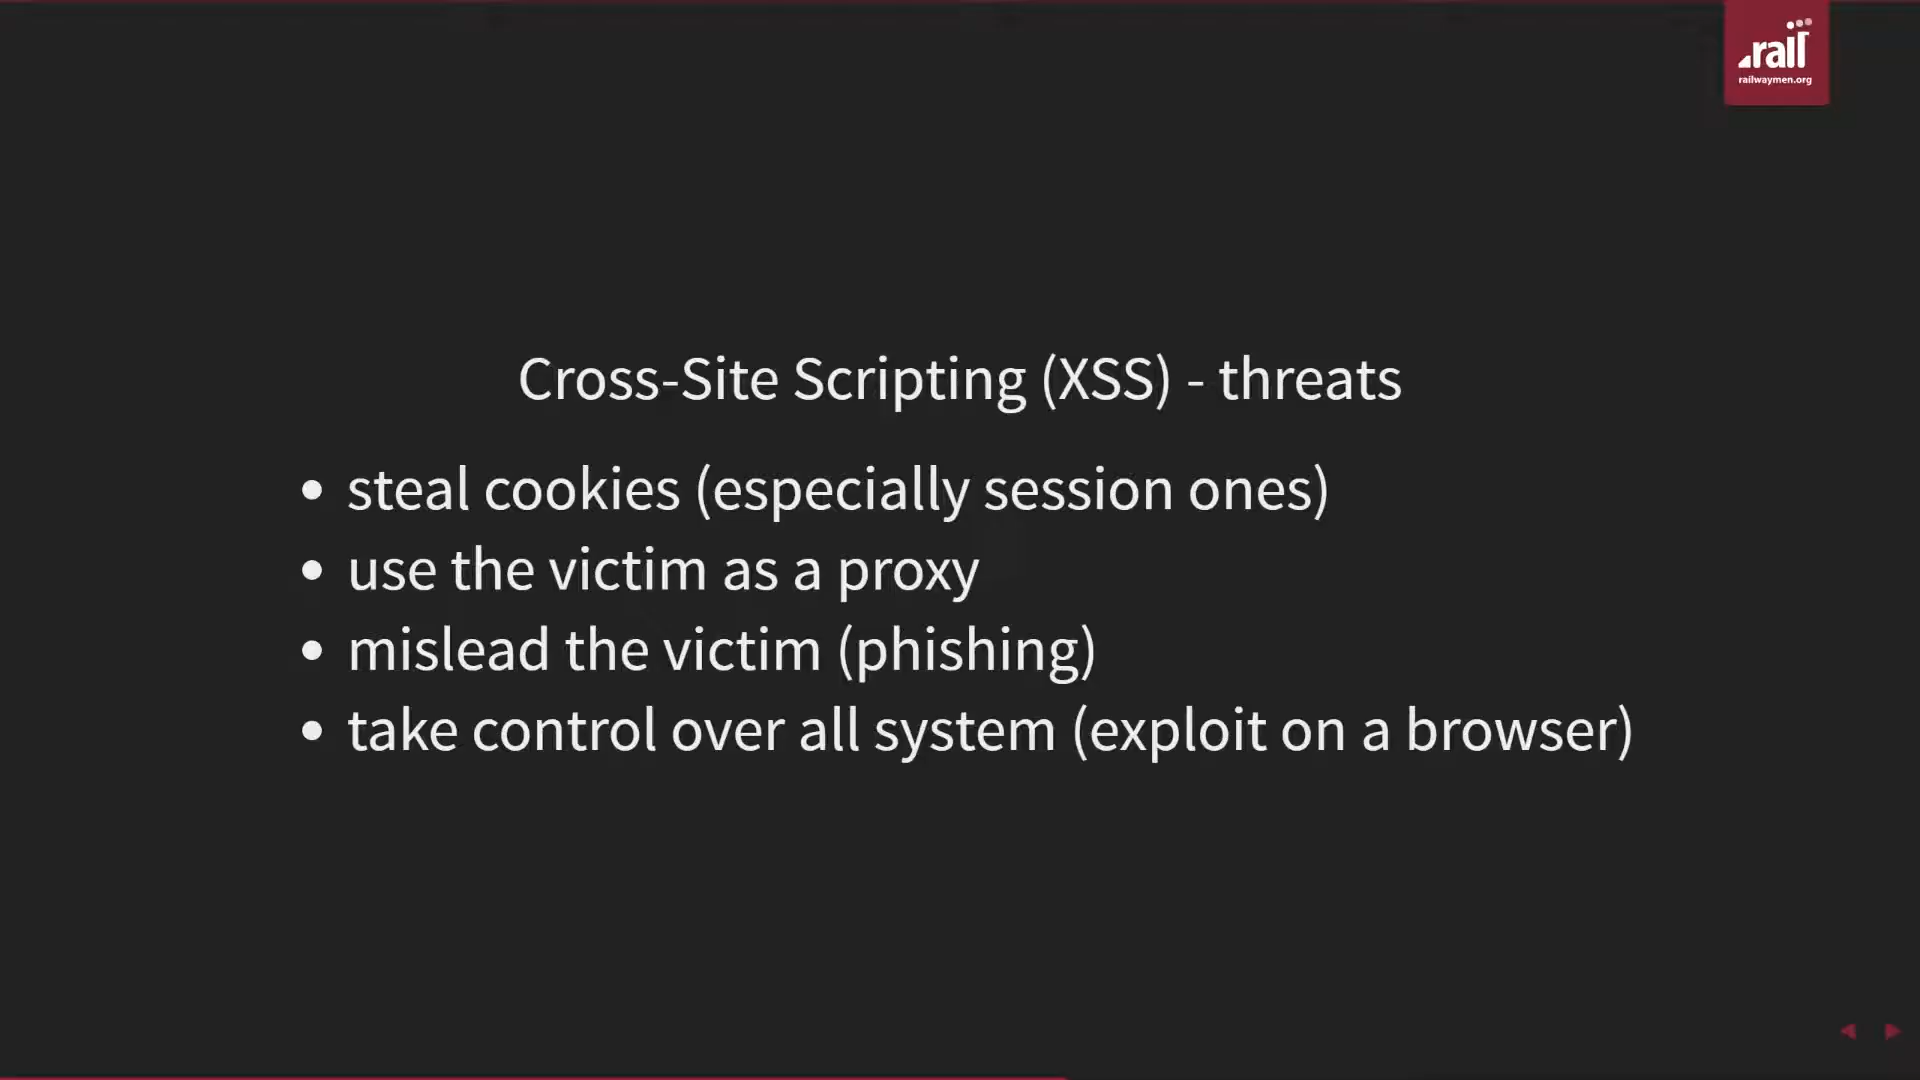 .rail
railwaymen.org
Cross-Site Scripting (XSS) - threats
• steal cookies (especially session ones)
• use the victim as a proxy
• mislead the victim (phishing)
• take control over all system (exploit on a browser)